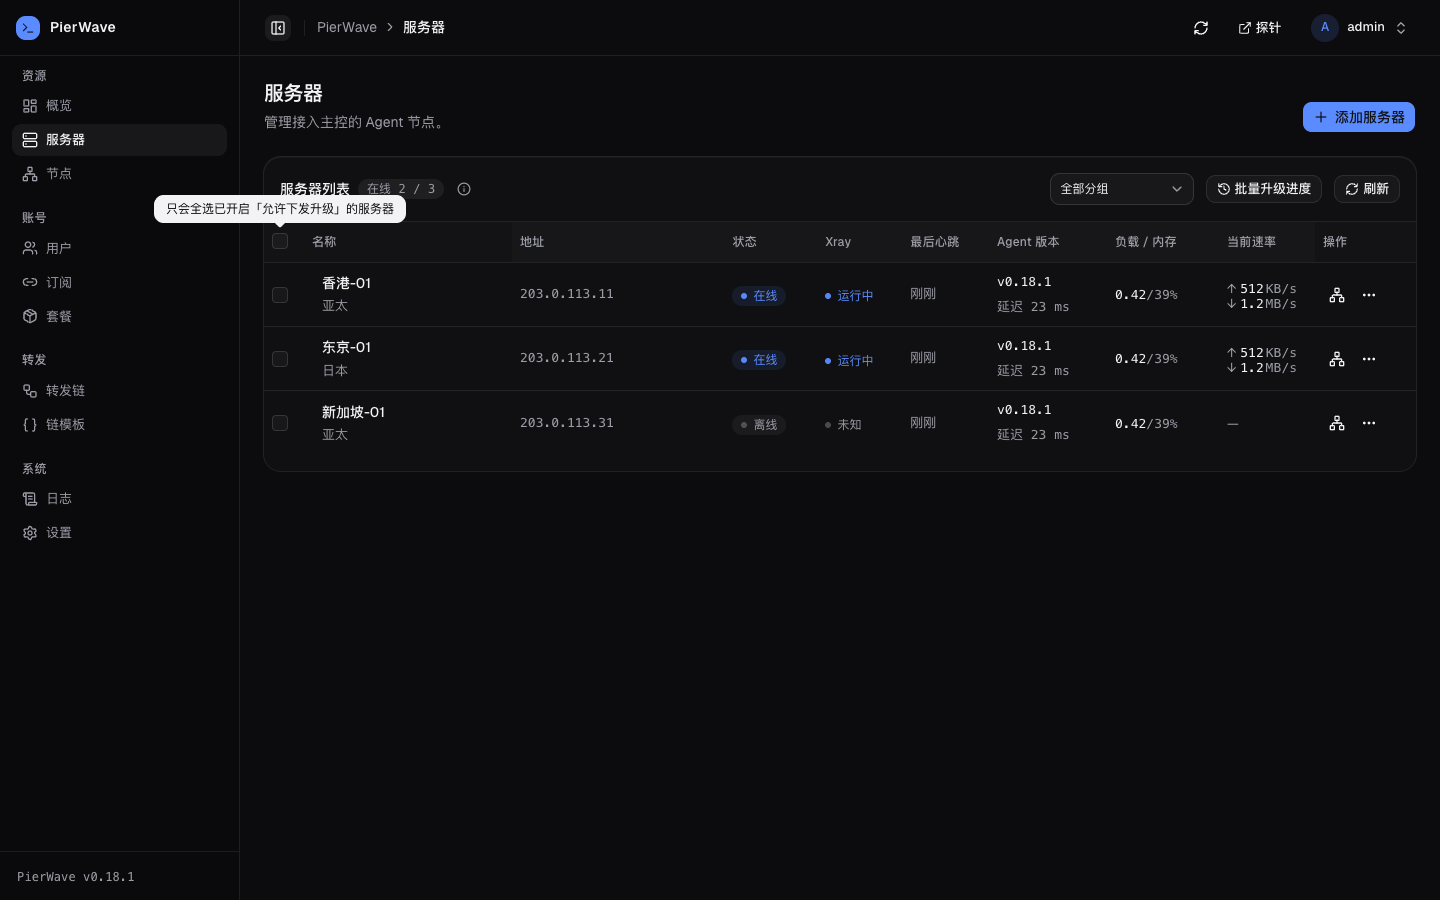 PierWave
PierWave > 服务器
探针
A admin
资源
概览
服务器
节点
账号
用户
订阅
套餐
转发
转发链
链模板
系统
日志
设置
PierWave v0.18.1
服务器
管理接入主控的 Agent 节点。
添加服务器
服务器列表 在线 2 / 3
全部分组
批量升级进度
刷新
只会全选已开启「允许下发升级」的服务器
名称 地址 状态 Xray 最后心跳 Agent 版本 负载 / 内存 当前速率 操作
香港-01
亚太
203.0.113.11
在线
运行中
刚刚
v0.18.1
延迟 23 ms
0.42/39%
↑ 512 KB/s
↓ 1.2 MB/s
东京-01
日本
203.0.113.21
在线
运行中
刚刚
v0.18.1
延迟 23 ms
0.42/39%
↑ 512 KB/s
↓ 1.2 MB/s
新加坡-01
亚太
203.0.113.31
离线
未知
刚刚
v0.18.1
延迟 23 ms
0.42/39%
—